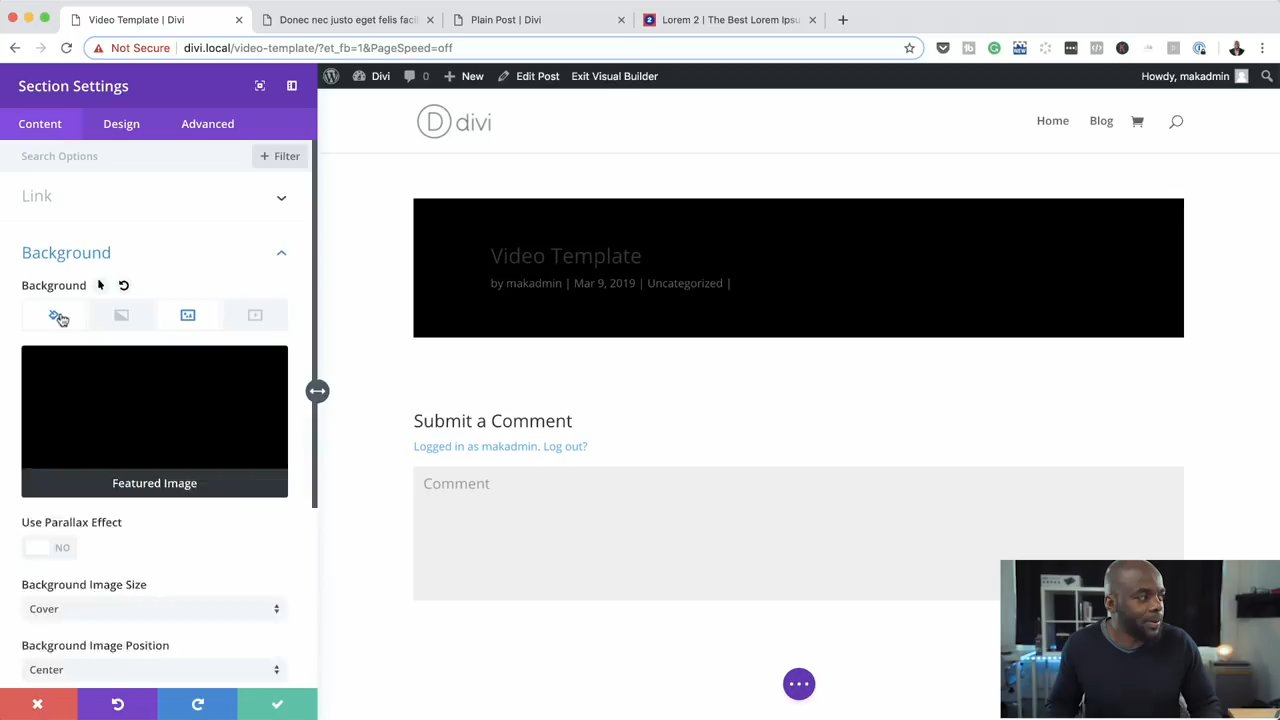 Video Template | Divi
Donec nec justo eget felis facil
Plain Post | Divi
2 Lorem 2 | The Best Lorem Ipsu
Not Secure | divi.local/video-template/?et_fb=1&PageSpeed=off
Section Settings
Content Design Advanced
Search Options + Filter
Link
Background
Background
Featured Image
Use Parallax Effect
NO
Background Image Size
Cover
Background Image Position
Center
Divi 0 + New Edit Post Exit Visual Builder Howdy, makadmin
D divi
Home Blog
Video Template
by makadmin | Mar 9, 2019 | Uncategorized |
Submit a Comment
Logged in as makadmin. Log out?
Comment